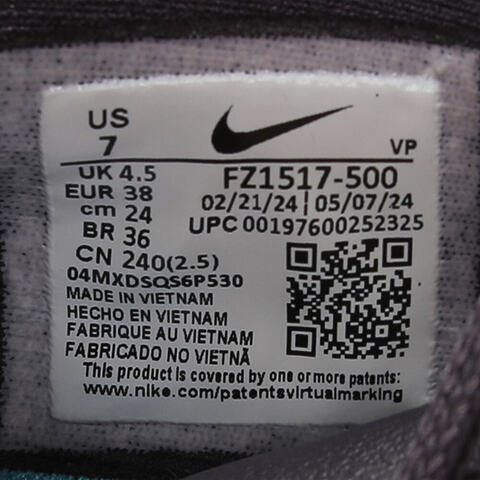 US
7
VP
UK 4.5
EUR 38
cm 24
BR 36
CN 240(2.5)
FZ1517-500
02/21/24 | 05/07/24
UPC 00197600252325
04MXDSQS6P530
MADE IN VIETNAM
HECHO EN VIETNAM
FABRIQUE AU VIETNAM
FABRICADO NO VIETNÃ
This product is covered by one or more patents:
www.nike.com/patentsvirtualmarking